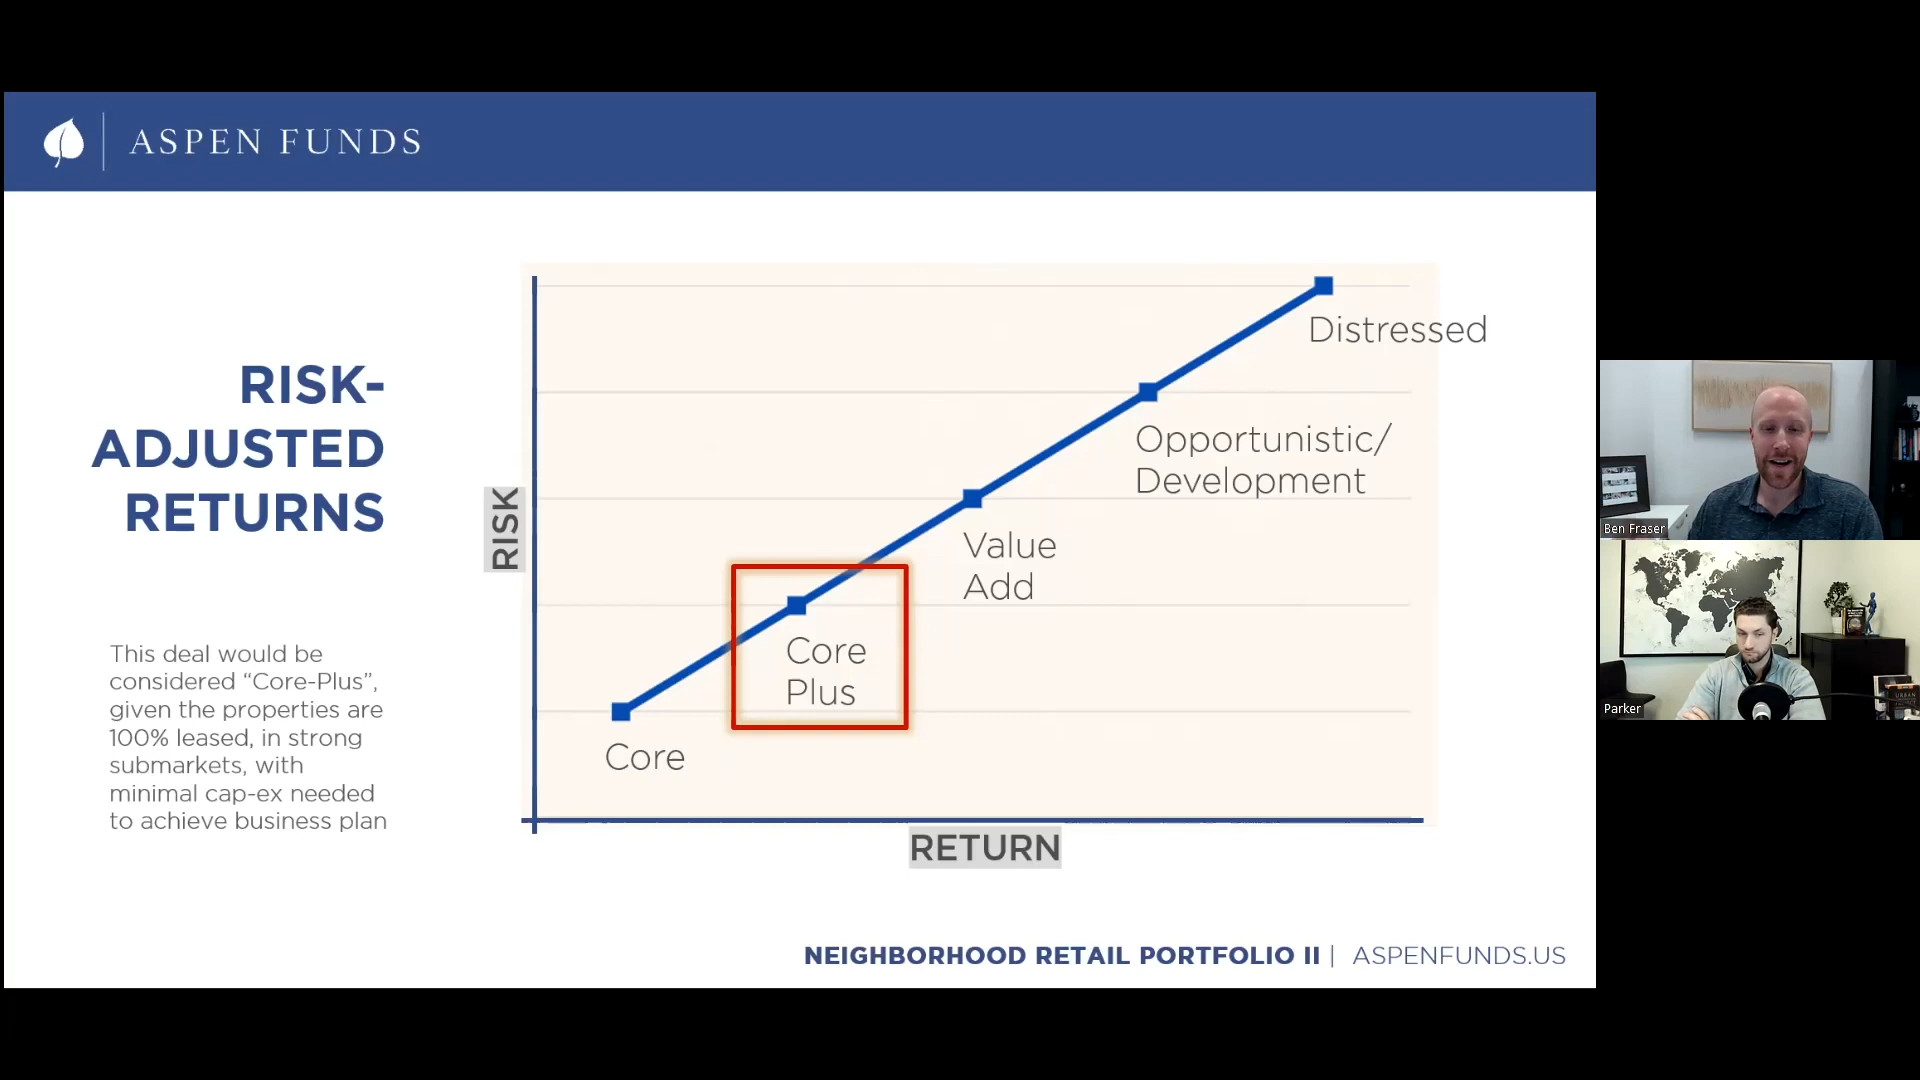 ASPEN FUNDS
RISK-
ADJUSTED
RETURNS
This deal would be
considered “Core-Plus”,
given the properties are
100% leased, in strong
submarkets, with
minimal cap-ex needed
to achieve business plan
RISK
Distressed
Opportunistic/
Development
Value
Add
Core
Plus
Core
RETURN
NEIGHBORHOOD RETAIL PORTFOLIO II | ASPENFUNDS.US
Ben Fraser
Parker